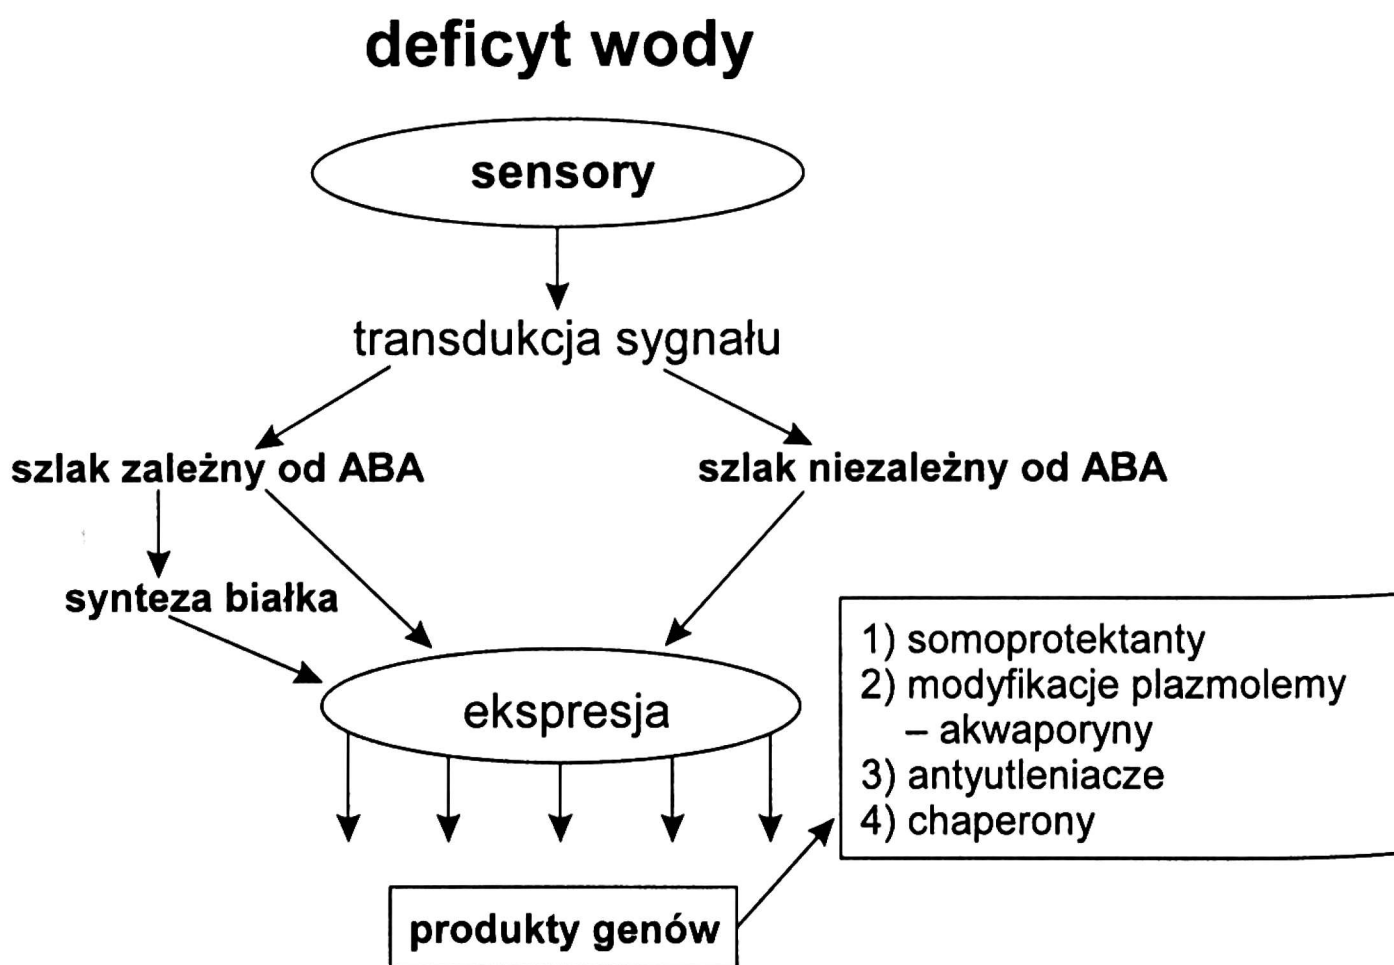 deficyt wody
sensory
transdukcja sygnału
szlak zależny od ABA
szlak niezależny od ABA
synteza białka
ekspresja
1) somoprotektanty
2) modyfikacje plazmolemy
– akwaporyny
3) antyutleniacze
4) chaperony
produkty genów